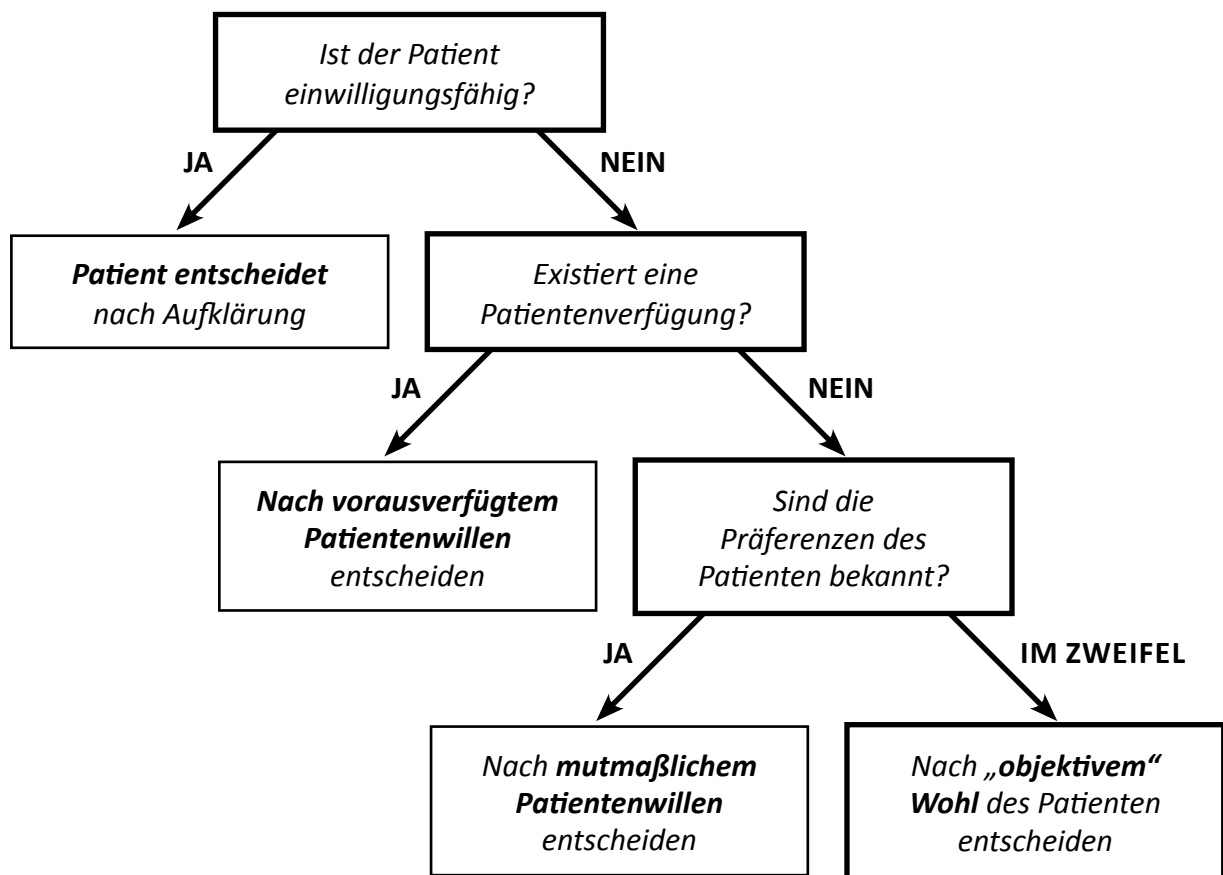 Ist der Patient
einwilligungsfähig?
JA
NEIN
Patient entscheidet
nach Aufklärung
Existiert eine
Patientenverfügung?
JA
NEIN
Nach vorausverfügtem
Patientenwillen
entscheiden
Sind die
Präferenzen des
Patienten bekannt?
JA
IM ZWEIFEL
Nach mutmaßlichem
Patientenwillen
entscheiden
Nach „objektivem“
Wohl des Patienten
entscheiden